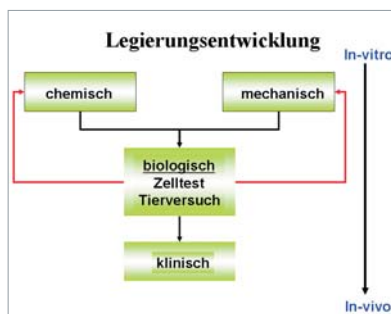 Legierungsentwicklung
In-vitro
chemisch
mechanisch
biologisch
Zelltest
Tierversuch
klinisch
In-vivo